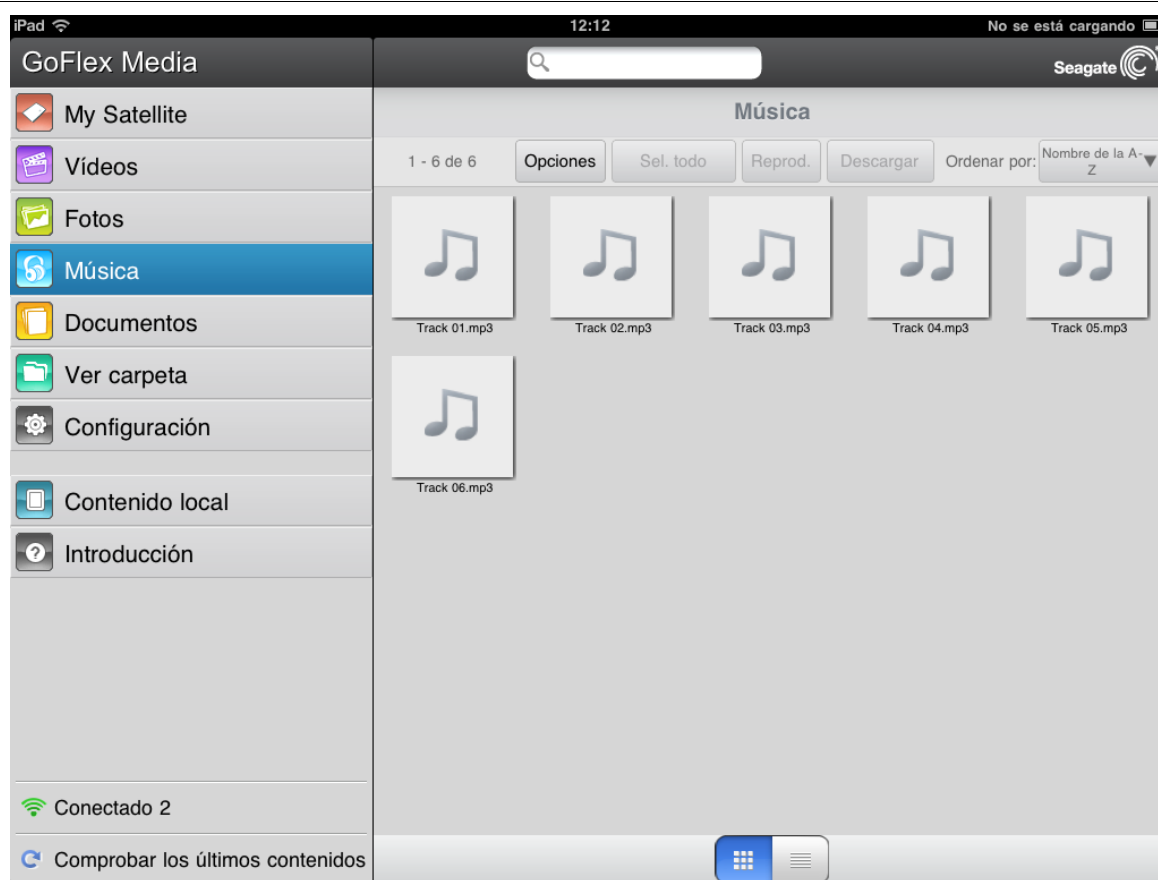 iPad 12:12 No se está cargando
GoFlex Media
Seagate
My Satellite
Vídeos
Fotos
Música
Documentos
Ver carpeta
Configuración
Contenido local
Introducción
Conectado 2
Comprobar los últimos contenidos
Música
1 - 6 de 6 Opciones Sel. todo Reprod. Descargar Ordenar por: Nombre de la A-
Z
Track 01.mp3 Track 02.mp3 Track 03.mp3 Track 04.mp3 Track 05.mp3
Track 06.mp3